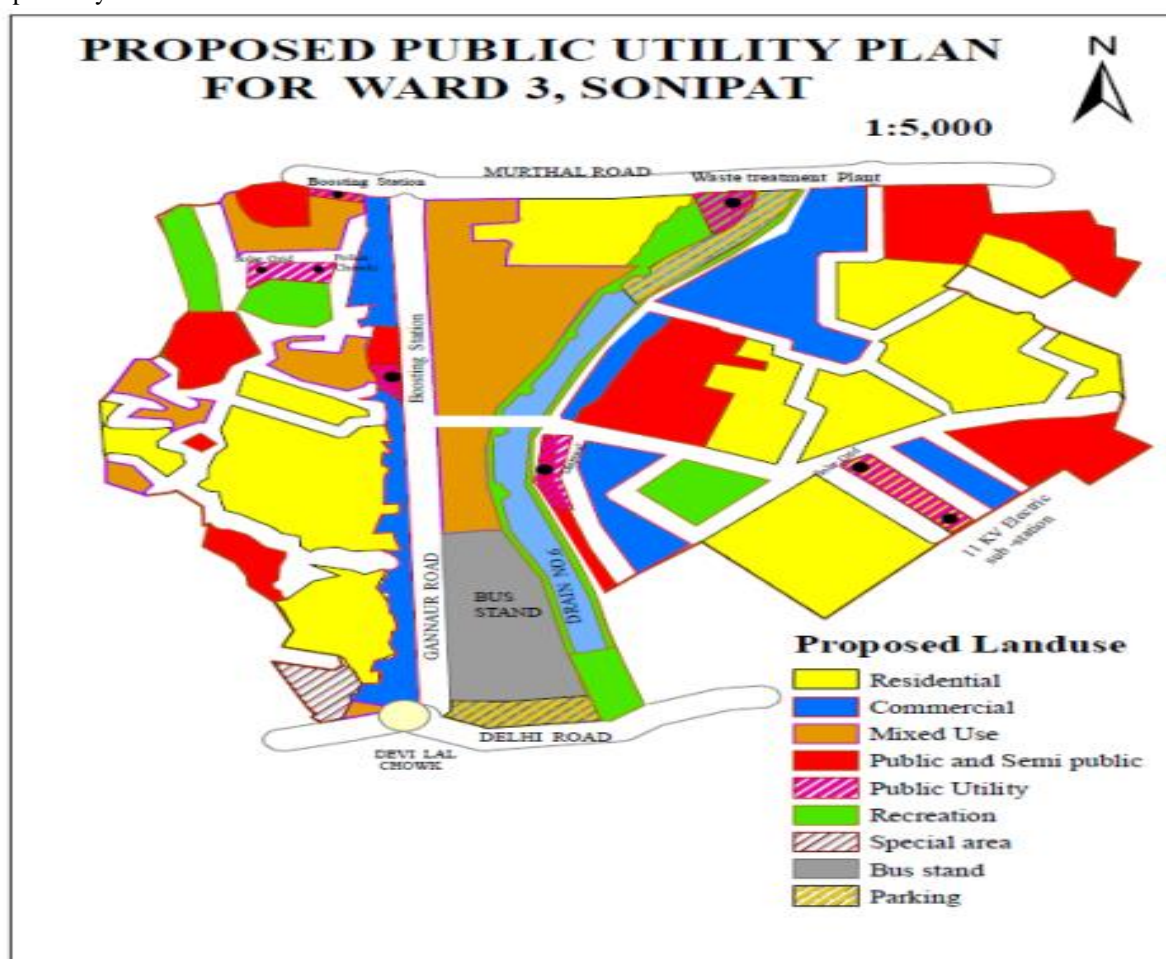 PROPOSED PUBLIC UTILITY PLAN
FOR WARD 3, SONIPAT
N
1:5,000
MURTHAL ROAD
Boosting Station
Waste treatment Plant
Boosting Station
GANNAUR ROAD
BUS
STAND
DRAIN NO.6
11 KV Electric
sub -station
DELHI ROAD
DEVI LAL
CHOWK
Proposed Landuse
Residential
Commercial
Mixed Use
Public and Semi public
Public Utility
Recreation
Special area
Bus stand
Parking